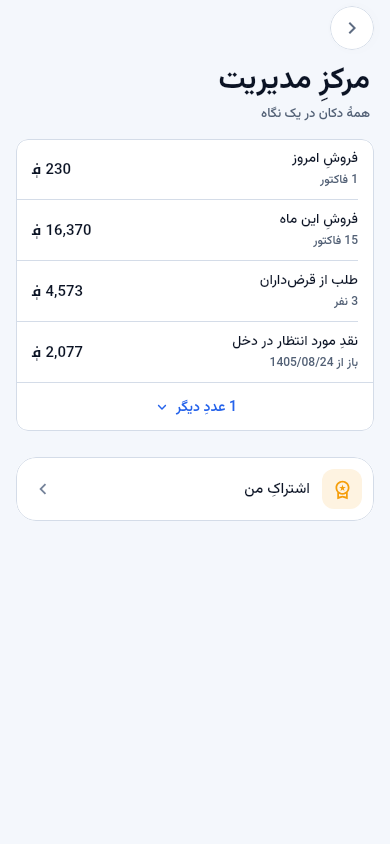 مرکزِ مدیریت
همهٔ دکان در یک نگاه
فروشِ امروز
1 فاکتور
230 ؋
فروشِ این ماه
15 فاکتور
16,370 ؋
طلب از قرض‌داران
3 نفر
4,573 ؋
نقدِ مورد انتظار در دخل
باز از 1405/08/24
2,077 ؋
1 عددِ دیگر
اشتراکِ من